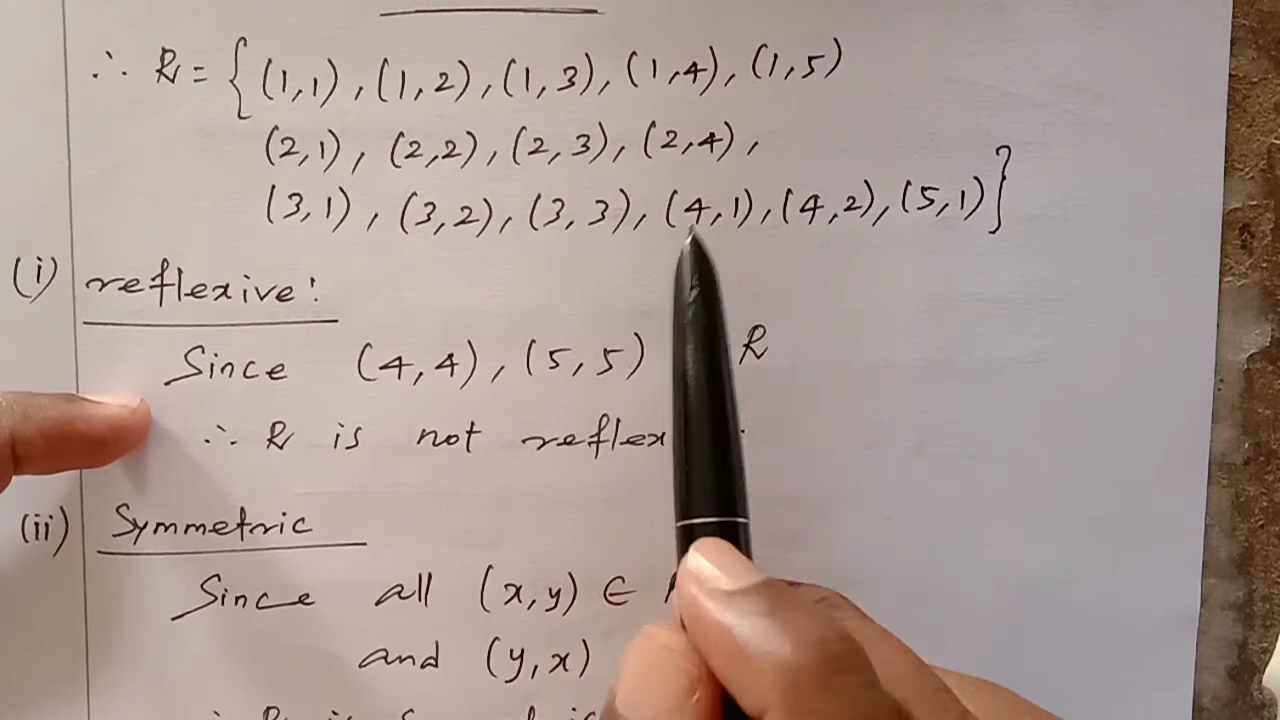 ∴ R = { (1,1), (1,2), (1,3), (1,4), (1,5)
(2,1), (2,2), (2,3), (2,4),
(3,1), (3,2), (3,3), (4,1), (4,2), (5,1) }
(i) reflexive:
Since (4,4), (5,5) R
∴ R is not
(ii) Symmetric
Since all (x,y) ∈
and (y,x)
∴ R is